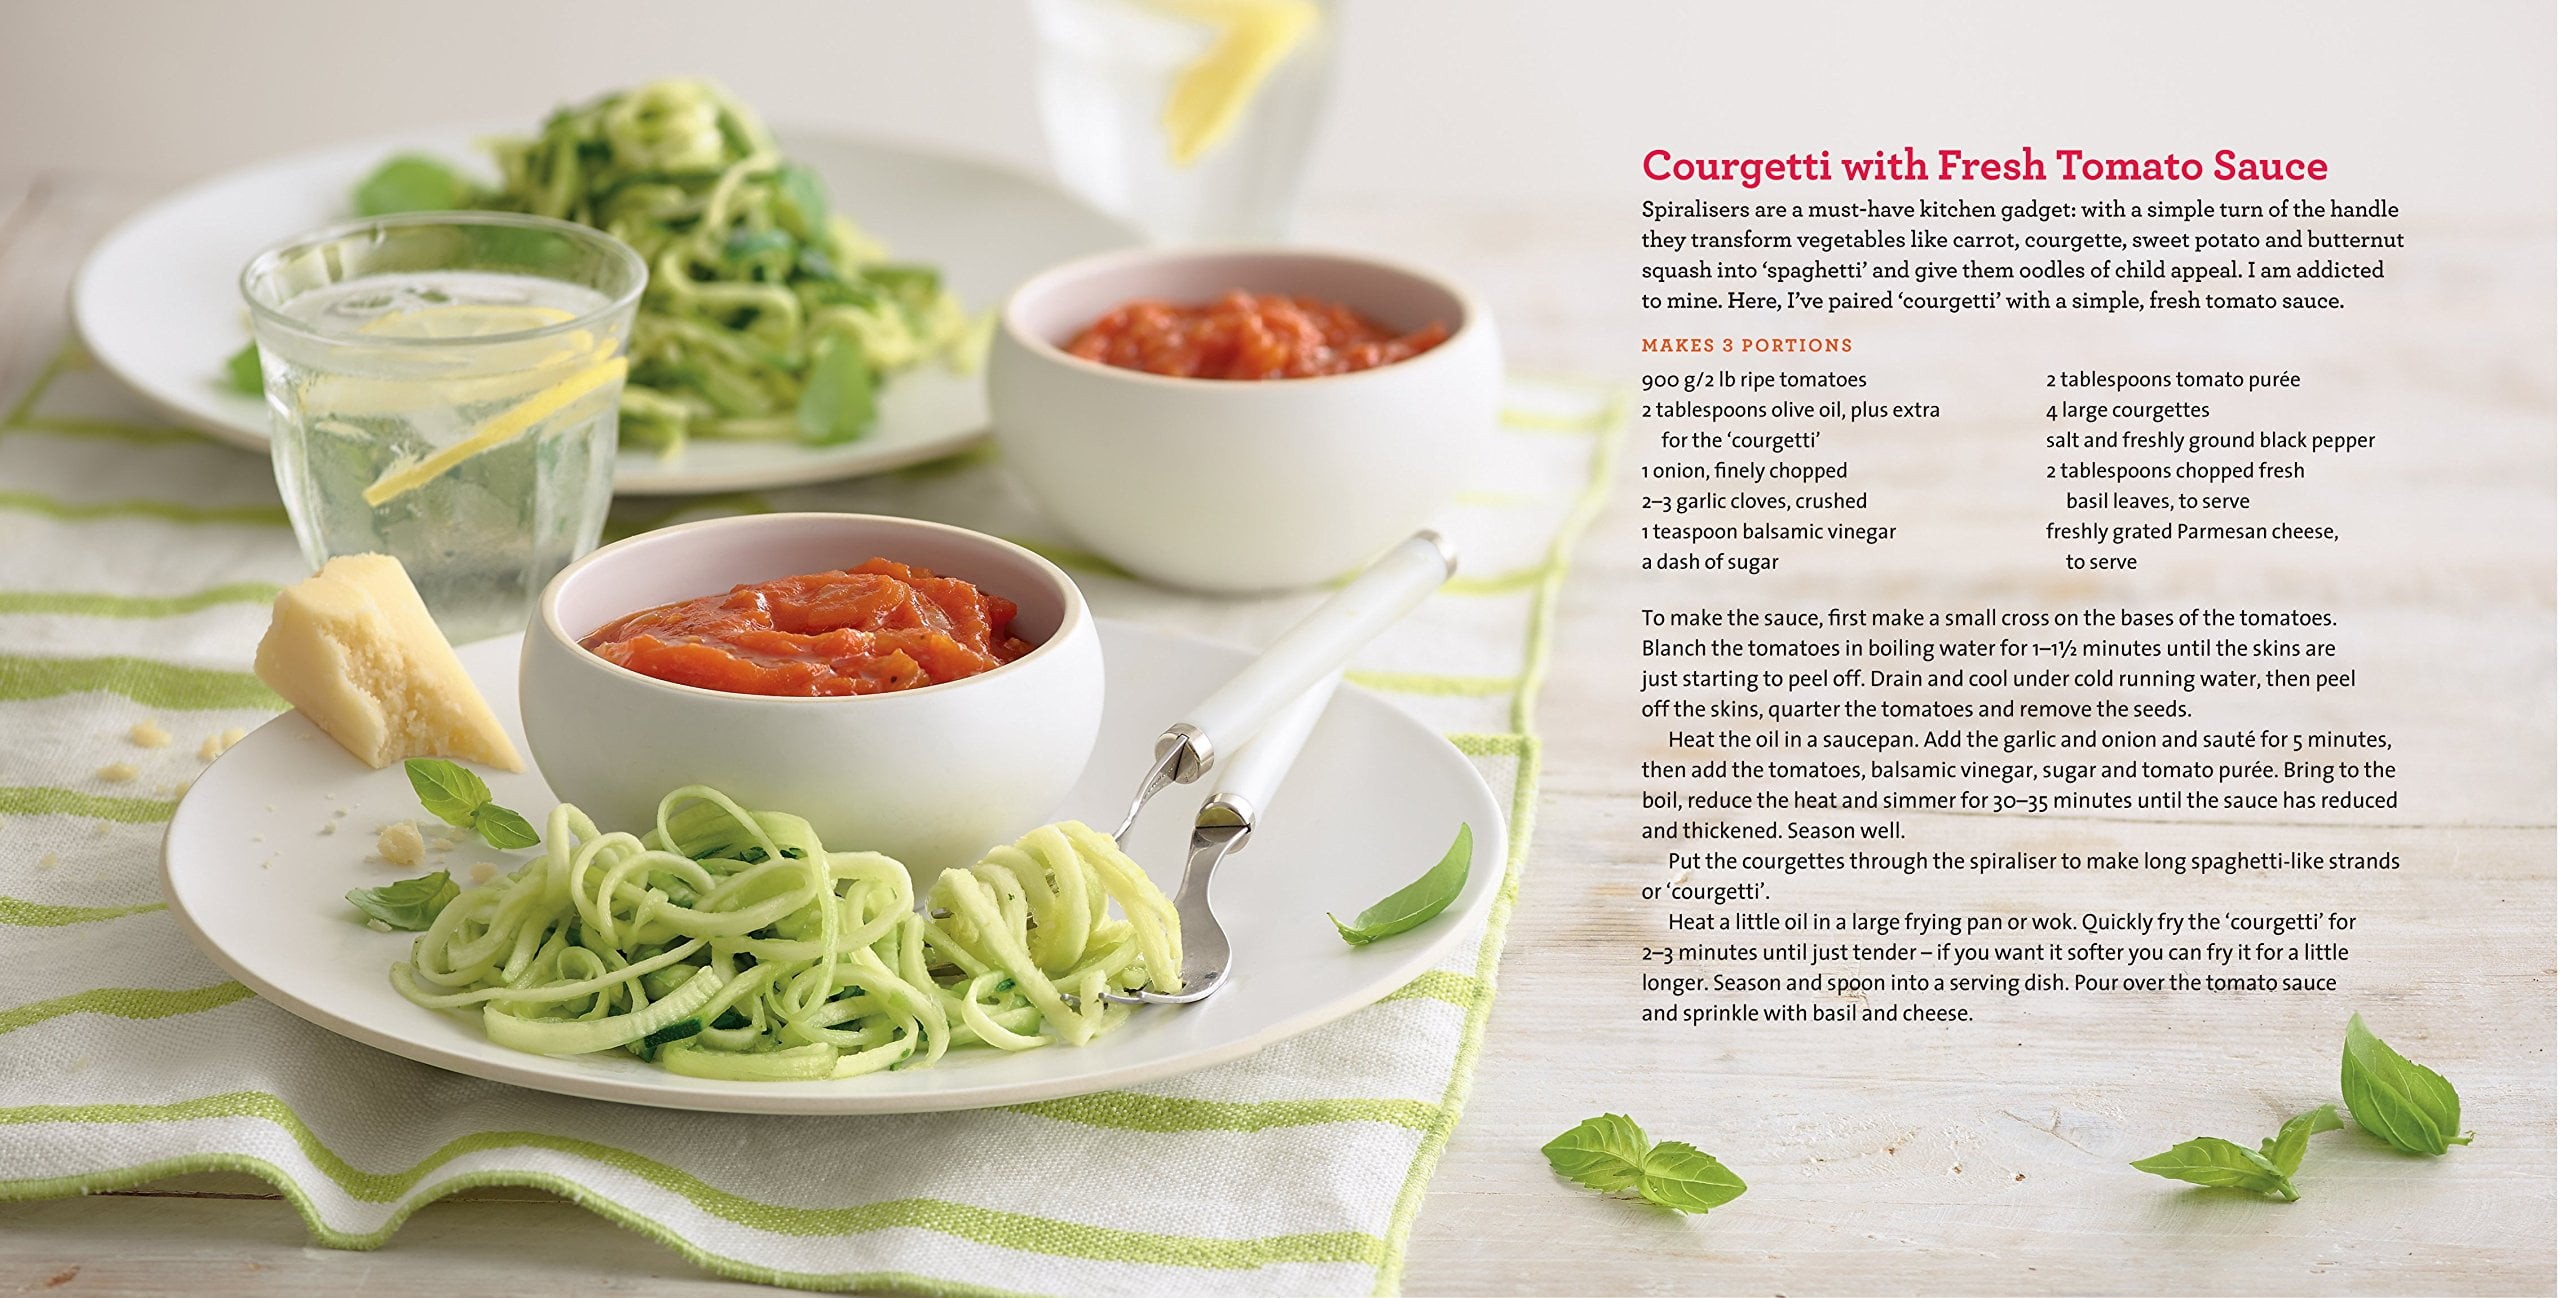 Courgetti with Fresh Tomato Sauce
Spiralisers are a must-have kitchen gadget: with a simple turn of the handle
they transform vegetables like carrot, courgette, sweet potato and butternut
squash into ‘spaghetti’ and give them oodles of child appeal. I am addicted
to mine. Here, I’ve paired ‘courgetti’ with a simple, fresh tomato sauce.
MAKES 3 PORTIONS
900 g/2 lb ripe tomatoes
2 tablespoons olive oil, plus extra
for the ‘courgetti’
1 onion, finely chopped
2–3 garlic cloves, crushed
1 teaspoon balsamic vinegar
a dash of sugar
2 tablespoons tomato purée
4 large courgettes
salt and freshly ground black pepper
2 tablespoons chopped fresh
basil leaves, to serve
freshly grated Parmesan cheese,
to serve
To make the sauce, first make a small cross on the bases of the tomatoes.
Blanch the tomatoes in boiling water for 1–1½ minutes until the skins are
just starting to peel off. Drain and cool under cold running water, then peel
off the skins, quarter the tomatoes and remove the seeds.
Heat the oil in a saucepan. Add the garlic and onion and sauté for 5 minutes,
then add the tomatoes, balsamic vinegar, sugar and tomato purée. Bring to the
boil, reduce the heat and simmer for 30–35 minutes until the sauce has reduced
and thickened. Season well.
Put the courgettes through the spiraliser to make long spaghetti-like strands
or ‘courgetti’.
Heat a little oil in a large frying pan or wok. Quickly fry the ‘courgetti’ for
2–3 minutes until just tender – if you want it softer you can fry it for a little
longer. Season and spoon into a serving dish. Pour over the tomato sauce
and sprinkle with basil and cheese.